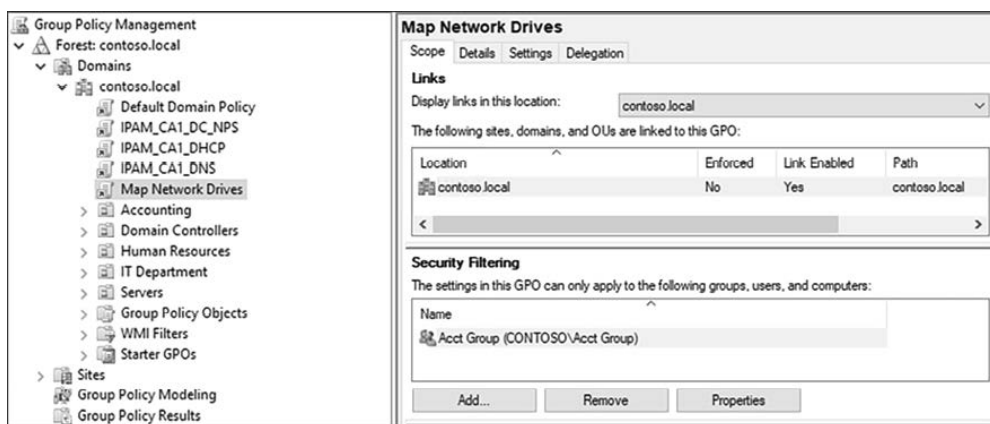 Group Policy Management
Forest: contoso.local
Domains
contoso.local
Default Domain Policy
IPAM_CA1_DC_NPS
IPAM_CA1_DHCP
IPAM_CA1_DNS
Map Network Drives
Accounting
Domain Controllers
Human Resources
IT Department
Servers
Group Policy Objects
WMI Filters
Starter GPOs
Sites
Group Policy Modeling
Group Policy Results
Map Network Drives
Scope Details Settings Delegation
Links
Display links in this location: contoso.local
The following sites, domains, and OUs are linked to this GPO:
Location Enforced Link Enabled Path
contoso.local No Yes contoso.local
Security Filtering
The settings in this GPO can only apply to the following groups, users, and computers:
Name
Acct Group (CONTOSO\Acct Group)
Add... Remove Properties